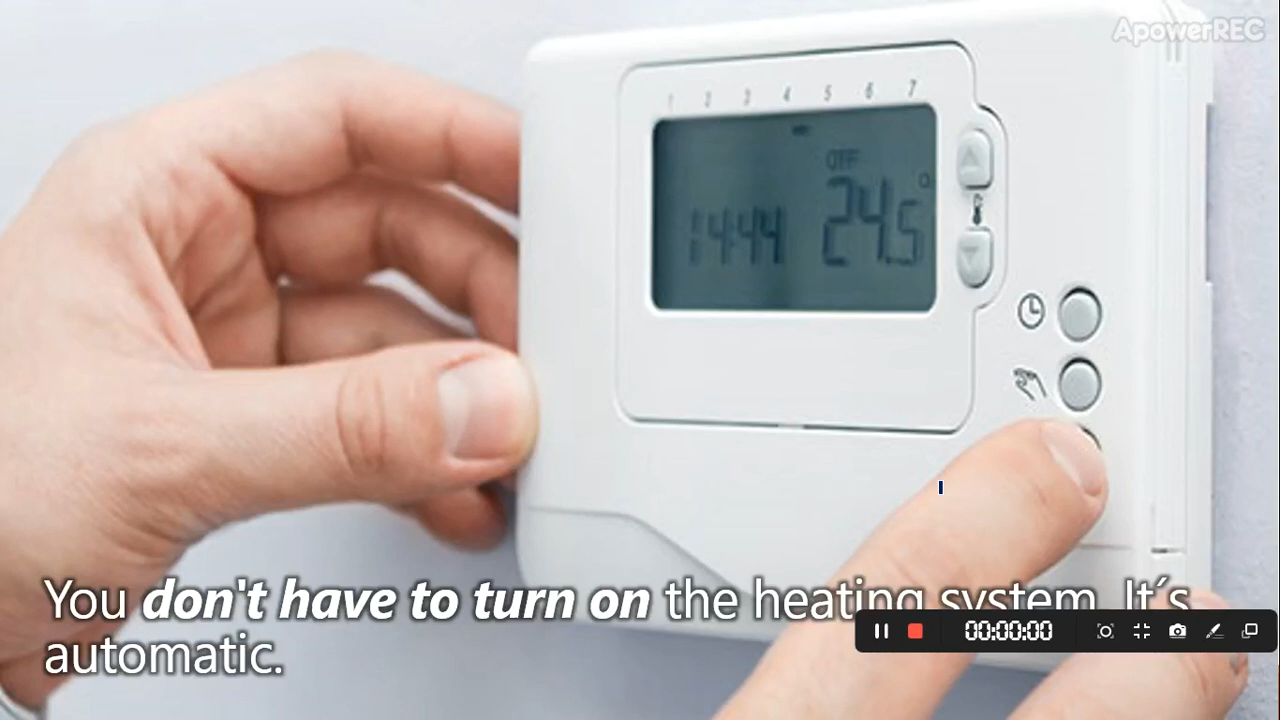 ApowerREC
1 2 3 4 5 6 7
OFF
14:44 24.5°
You don't have to turn on the heating system. It´s
automatic.
00:00:00